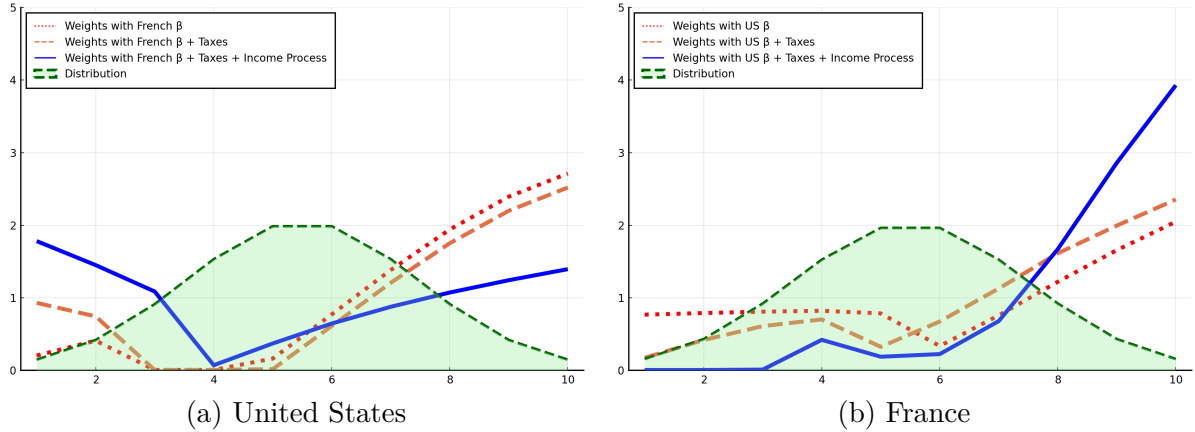 5
4
3
2
1
0
Weights with French β
Weights with French β + Taxes
Weights with French β + Taxes + Income Process
Distribution
2
4
6
8
10
(a) United States
5
4
3
2
1
0
Weights with US β
Weights with US β + Taxes
Weights with US β + Taxes + Income Process
Distribution
2
4
6
8
10
(b) France